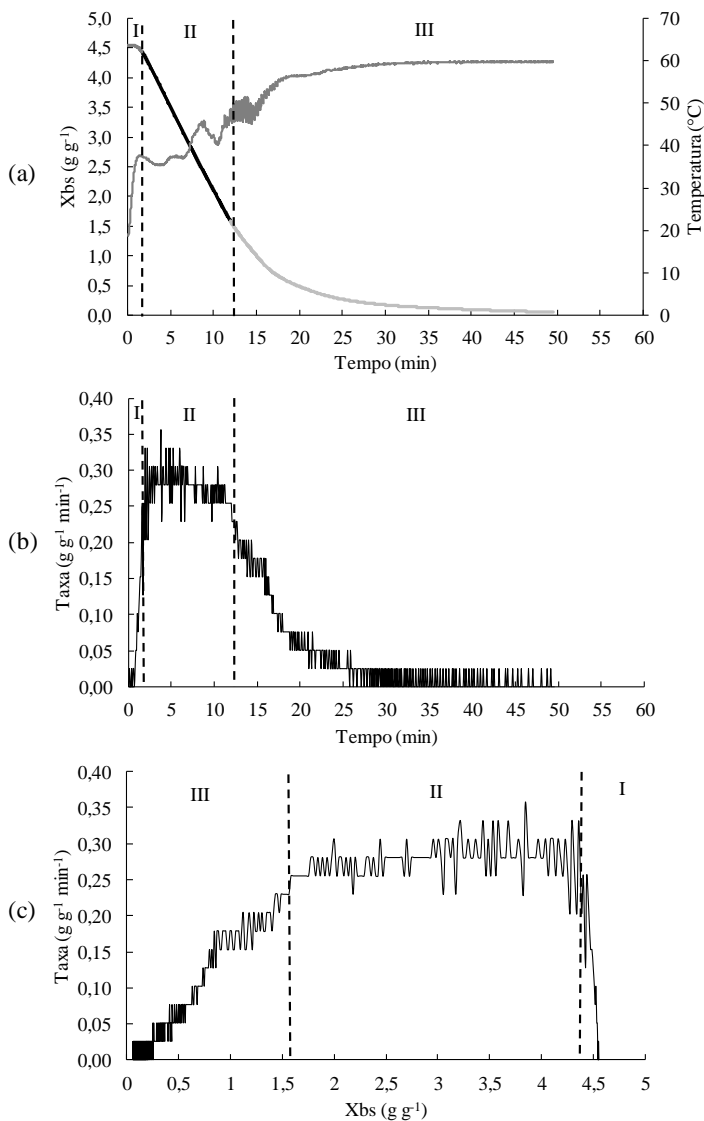 I II III
5,0
4,5
4,0
3,5
3,0
2,5
2,0
1,5
1,0
0,5
0,0
Xbs (g g⁻¹)
(a)
70
60
50
40
30
20
10
0
Temperatura (°C)
0 5 10 15 20 25 30 35 40 45 50 55 60
Tempo (min)
I II III
0,40
0,35
0,30
0,25
0,20
0,15
0,10
0,05
0,00
Taxa (g g⁻¹ min⁻¹)
(b)
0 5 10 15 20 25 30 35 40 45 50 55 60
Tempo (min)
III II I
0,40
0,35
0,30
0,25
0,20
0,15
0,10
0,05
0,00
Taxa (g g⁻¹ min⁻¹)
(c)
0 0,5 1 1,5 2 2,5 3 3,5 4 4,5 5
Xbs (g g⁻¹)